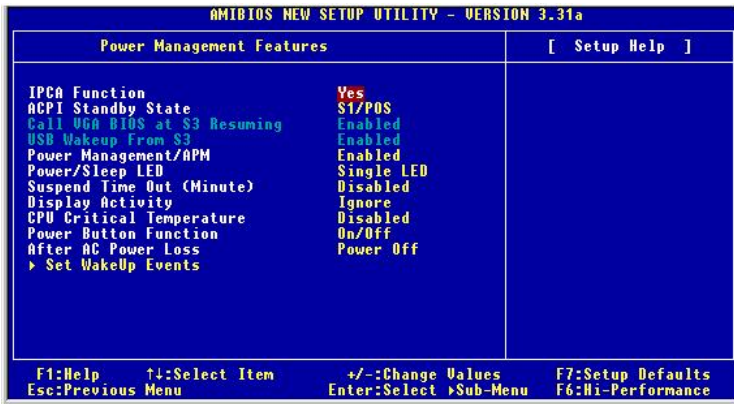 AMIBIOS NEW SETUP UTILITY - VERSION 3.31a
Power Management Features
[ Setup Help ]
IPCA Function Yes
ACPI Standby State S1/POS
Call VGA BIOS at S3 Resuming Enabled
USB Wakeup From S3 Enabled
Power Management/APM Enabled
Power/Sleep LED Single LED
Suspend Time Out (Minute) Disabled
Display Activity Ignore
CPU Critical Temperature Disabled
Power Button Function On/Off
After AC Power Loss Power Off
▸ Set WakeUp Events
F1:Help ↑↓:Select Item +/-:Change Values F7:Setup Defaults
Esc:Previous Menu Enter:Select ▸Sub-Menu F6:Hi-Performance